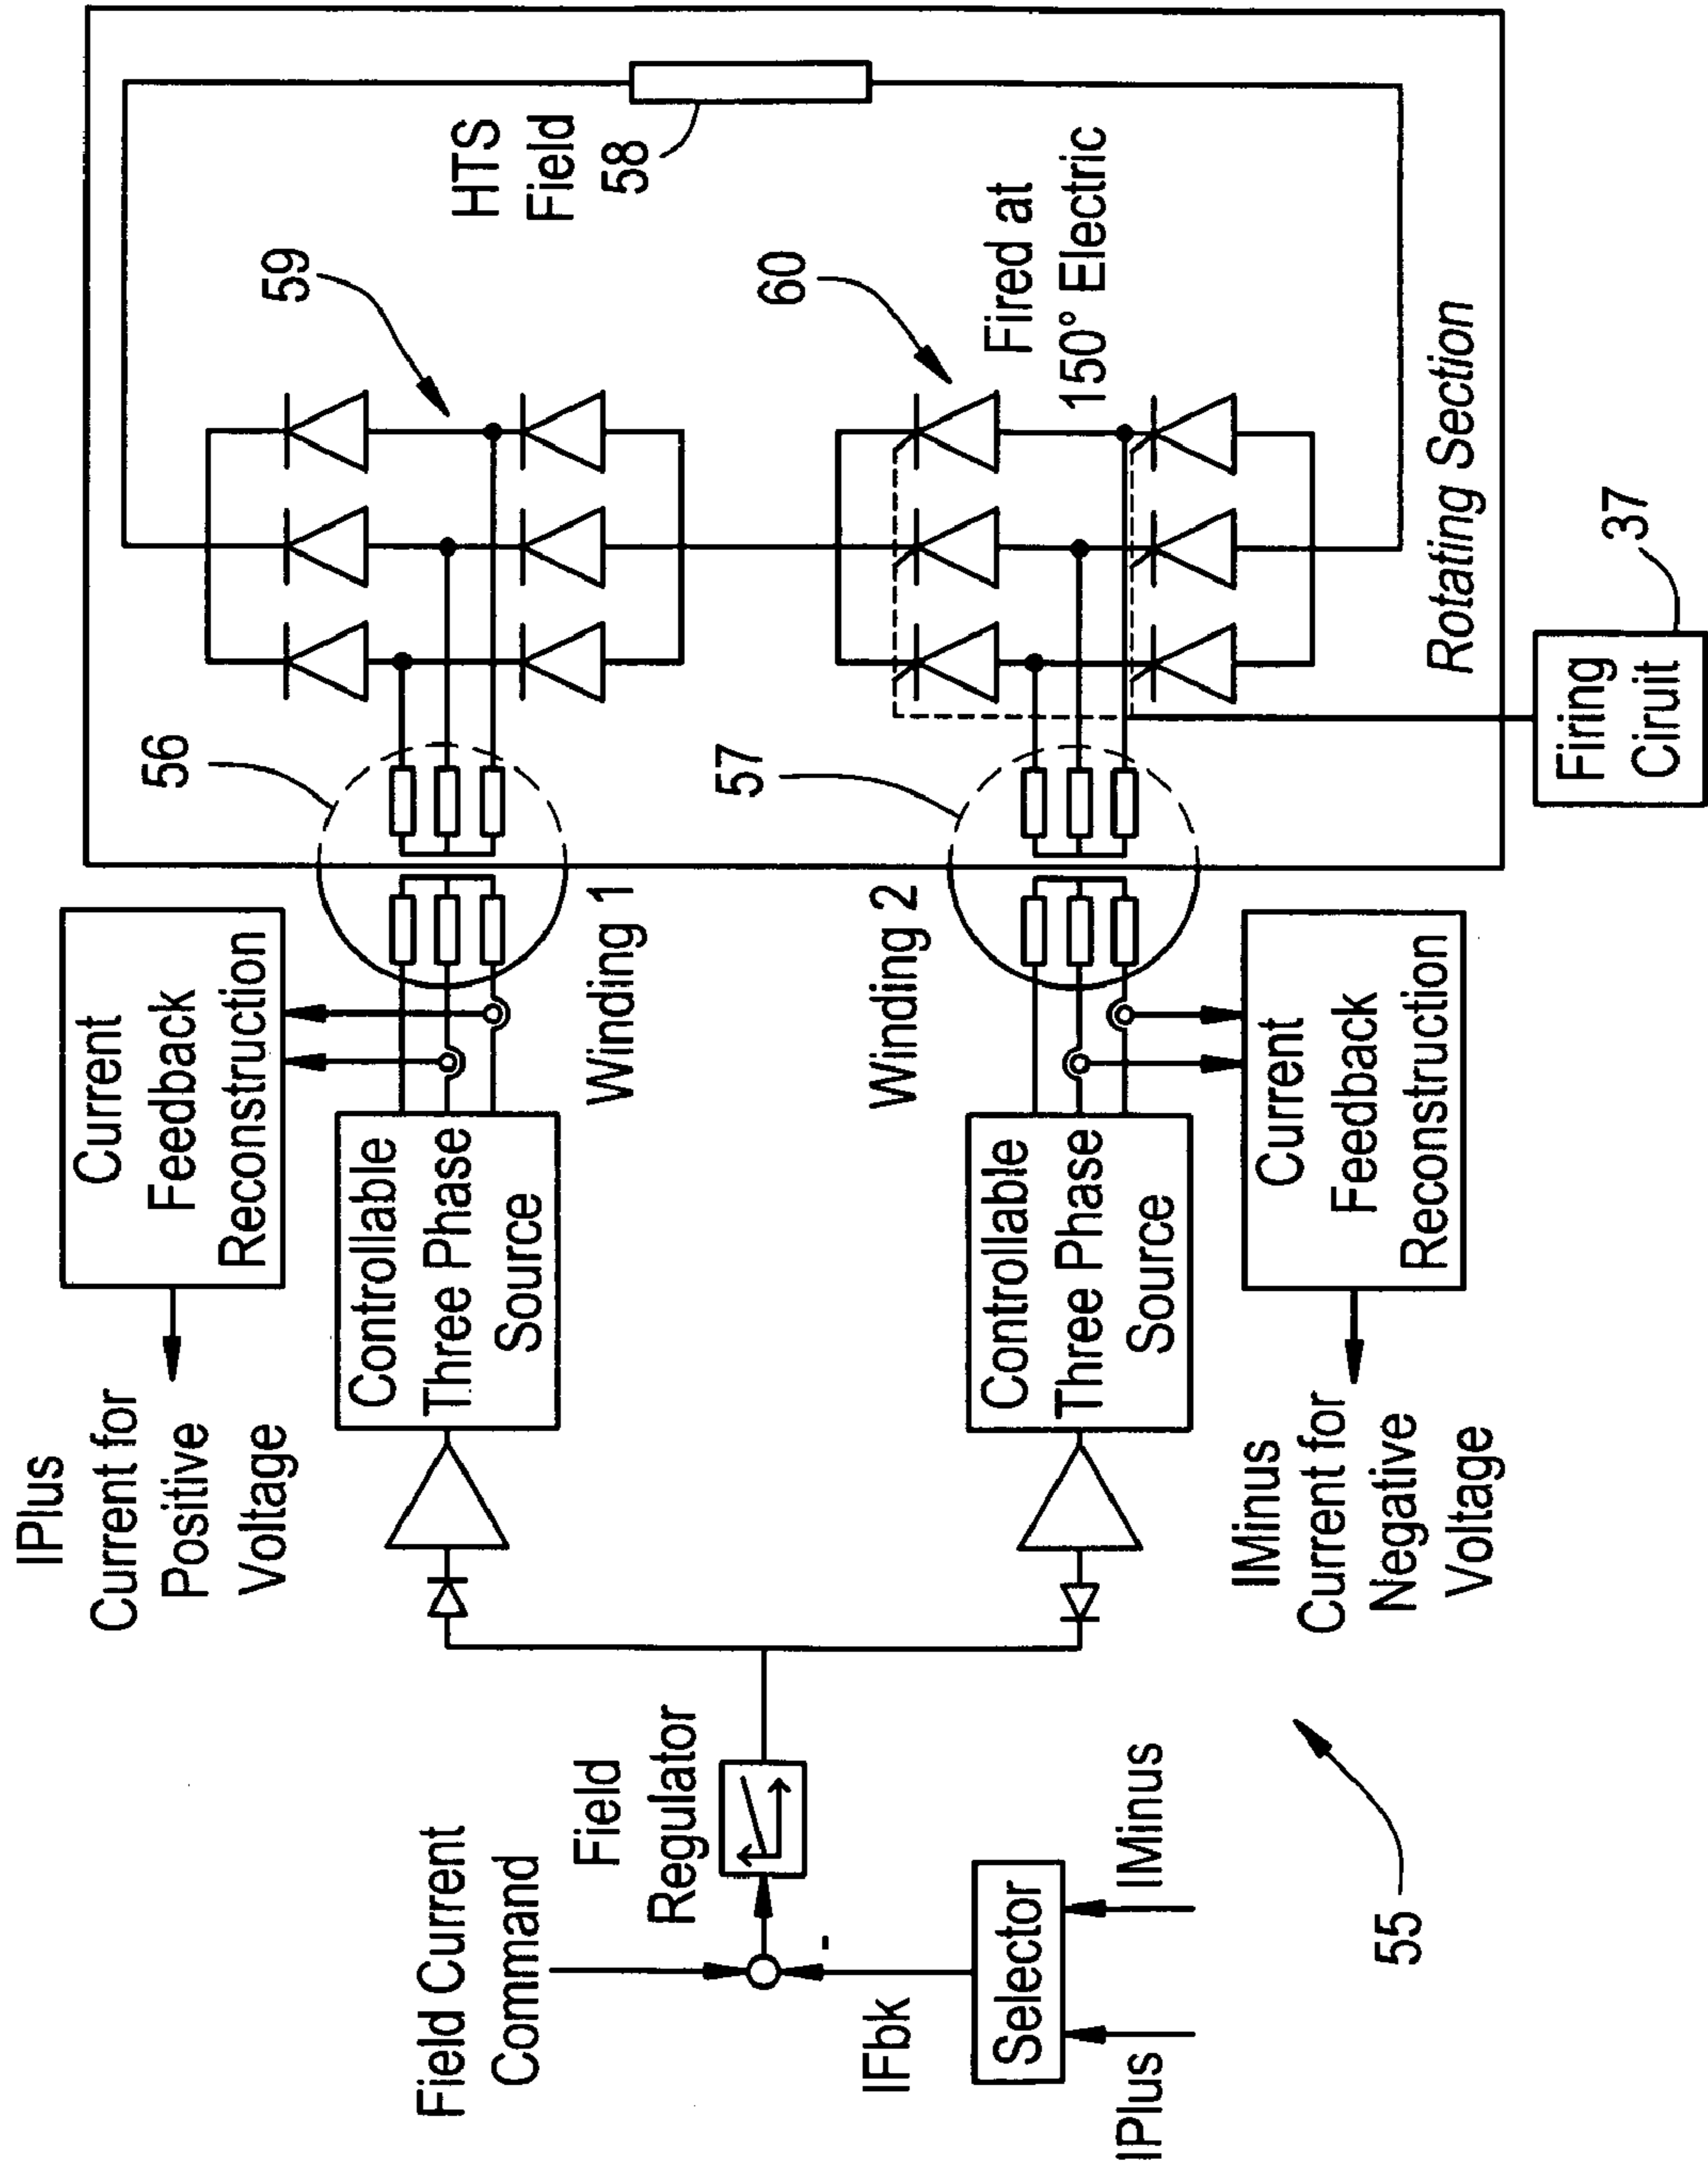 IPlus
Current for
Positive
Voltage
Current
Feedback
Reconstruction
56
59
HTS
Field
58
Controllable
Three Phase
Source
Winding 1
Field Current
Command
Field
Regulator
IFbk
-
Selector
IPlus
IMinus
Controllable
Three Phase
Source
Winding 2
57
60
Fired at
150° Electric
IMinus
Current for
Negative
Voltage
Current
Feedback
Reconstruction
Rotating Section
Firing
Ciruit
37
55